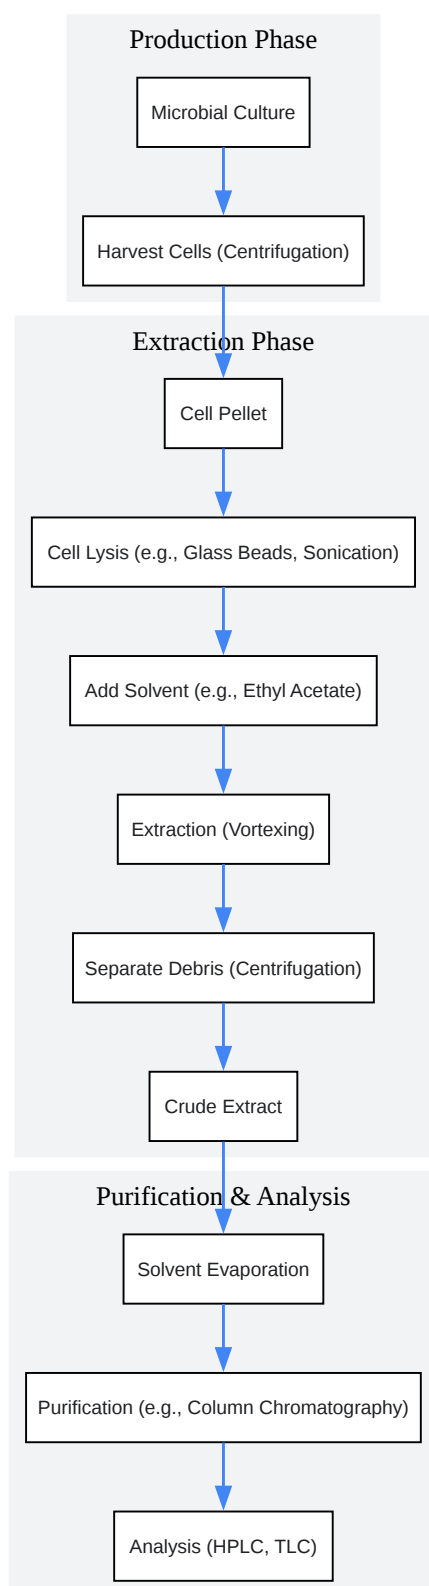 Production Phase
Microbial Culture
Harvest Cells (Centrifugation)
Extraction Phase
Cell Pellet
Cell Lysis (e.g., Glass Beads, Sonication)
Add Solvent (e.g., Ethyl Acetate)
Extraction (Vortexing)
Separate Debris (Centrifugation)
Crude Extract
Purification & Analysis
Solvent Evaporation
Purification (e.g., Column Chromatography)
Analysis (HPLC, TLC)